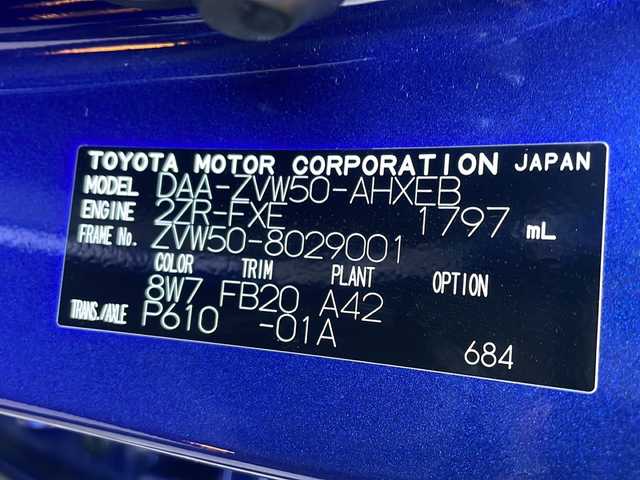 TOYOTA MOTOR CORPORATION JAPAN
MODEL DAA-ZVW50-AHXEB
ENGINE 2ZR-FXE 1797 mL
FRAME No. ZVW50-8029001
COLOR TRIM PLANT OPTION
8W7 FB20 A42
TRANS./AXLE P610 -01A
684